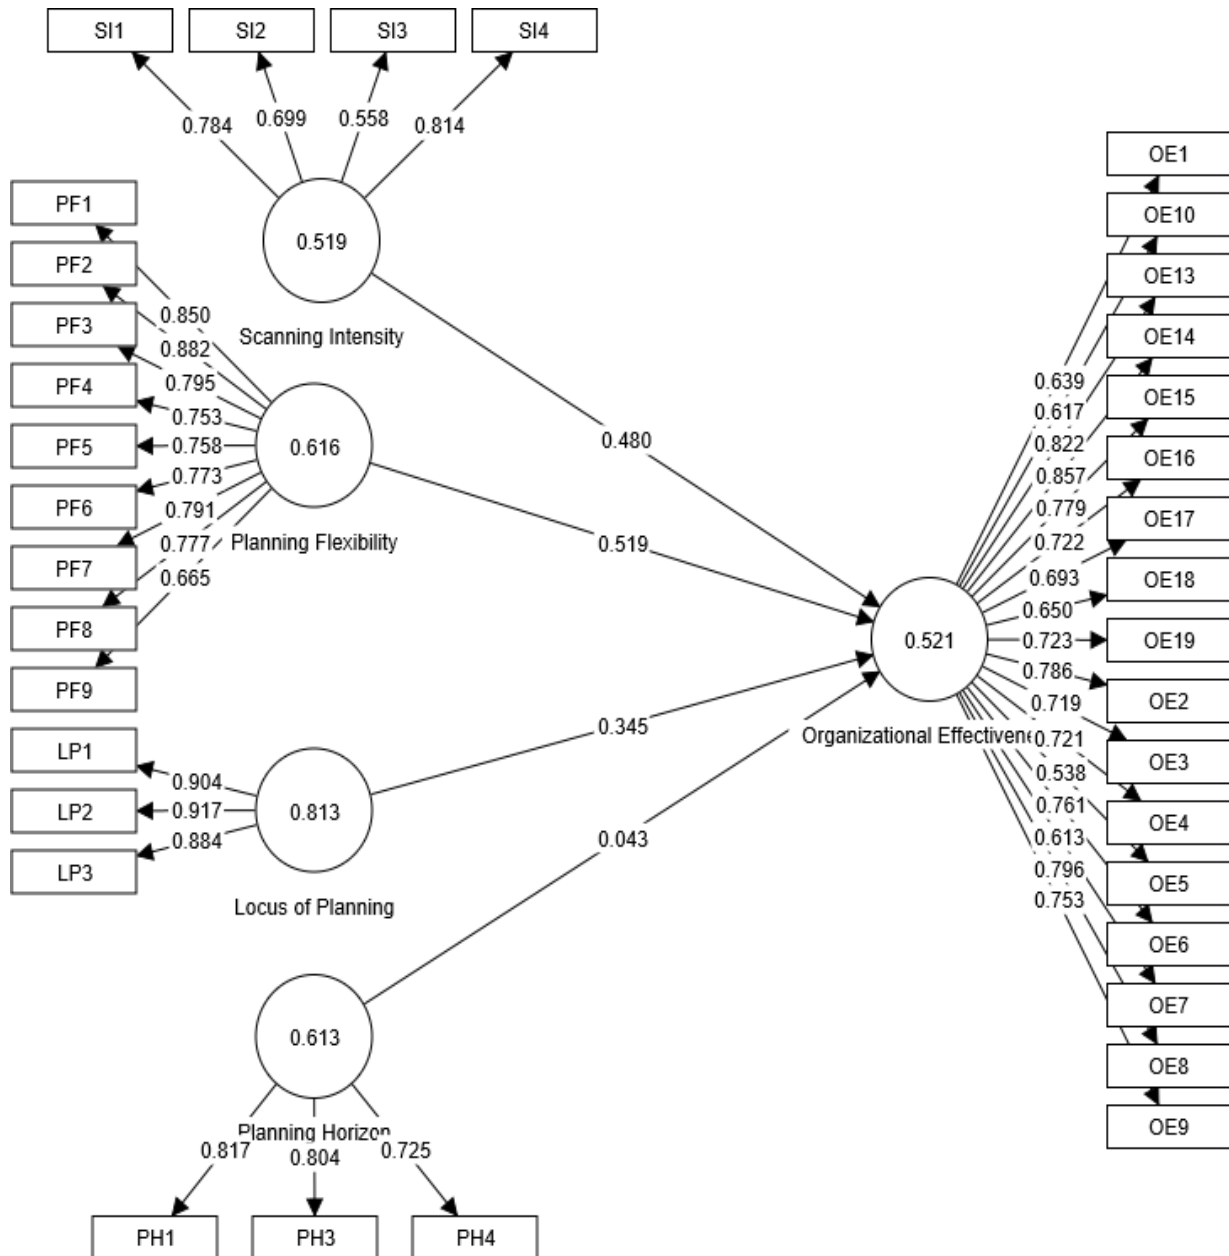 SI1 SI2 SI3 SI4
0.784 0.699 0.558 0.814
0.519
Scanning Intensity
PF1
PF2
PF3
PF4
PF5
PF6
PF7
PF8
PF9
0.850
0.882
0.795
0.753
0.758
0.773
0.791
0.777
0.665
0.616
Planning Flexibility
LP1
LP2
LP3
0.904
0.917
0.884
0.813
Locus of Planning
0.613
Planning Horizon
0.817 0.804 0.725
PH1 PH3 PH4
0.480
0.519
0.345
0.043
0.521
Organizational Effectivene
0.639
0.617
0.822
0.857
0.779
0.722
0.693
0.650
0.723
0.786
0.719
0.721
0.538
0.761
0.613
0.796
0.753
OE1
OE10
OE13
OE14
OE15
OE16
OE17
OE18
OE19
OE2
OE3
OE4
OE5
OE6
OE7
OE8
OE9